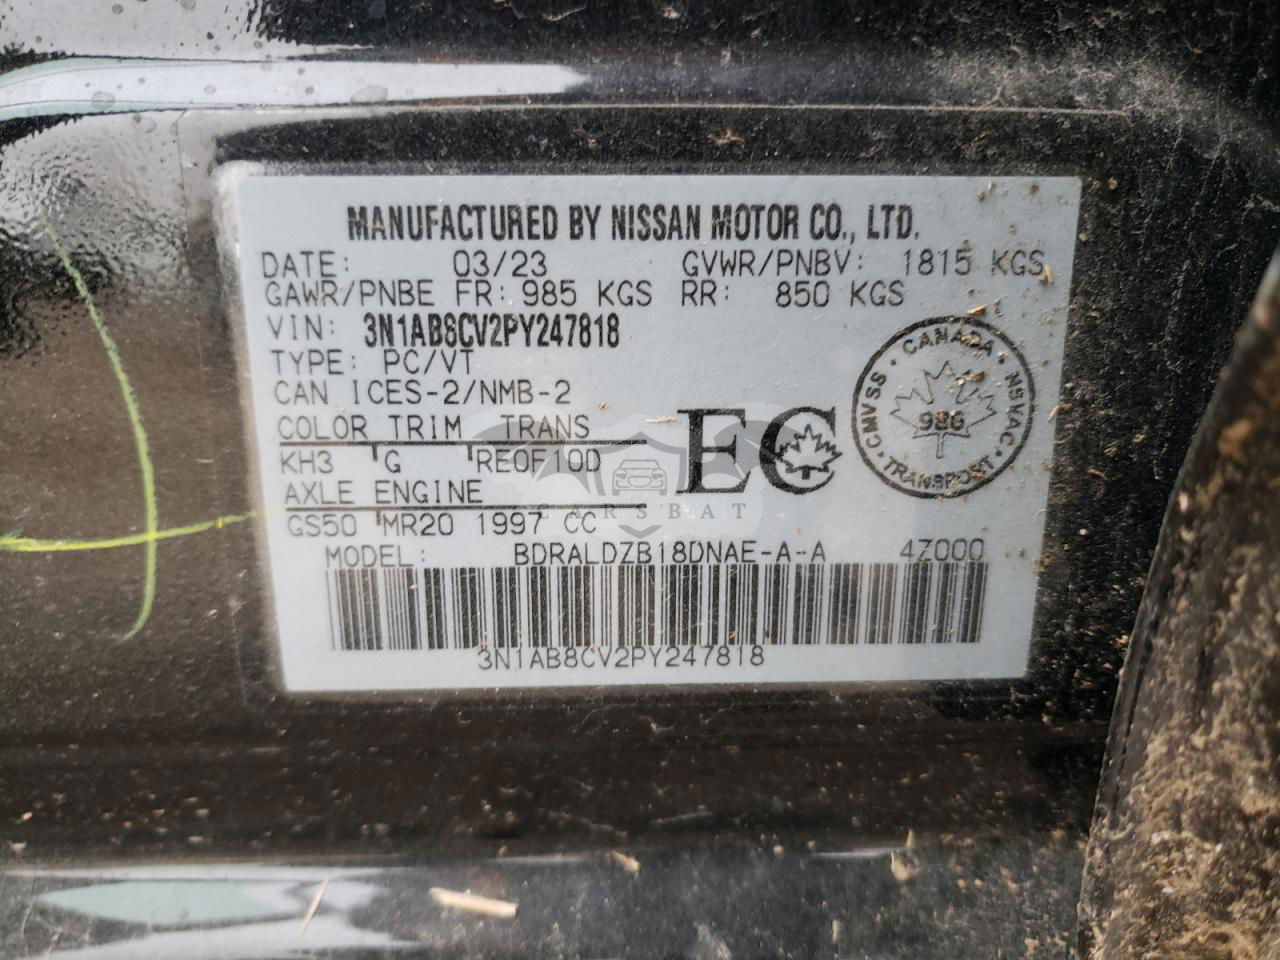 MANUFACTURED BY NISSAN MOTOR CO., LTD.
DATE: 03/23 GVWR/PNBV: 1815 KGS
GAWR/PNBE FR: 985 KGS RR: 850 KGS
VIN: 3N1AB8CV2PY247818
TYPE: PC/VT
CAN ICES-2/NMB-2
COLOR TRIM TRANS
KH3 G RE0F10D
AXLE ENGINE
GS50 MR20 1997 CC
EC
CANADA
CMVSS 986 NSVAC
TRANSPORT
CARSBAT
MODEL: BDRALDZB18DNAE-A-A 4Z000
3N1AB8CV2PY247818